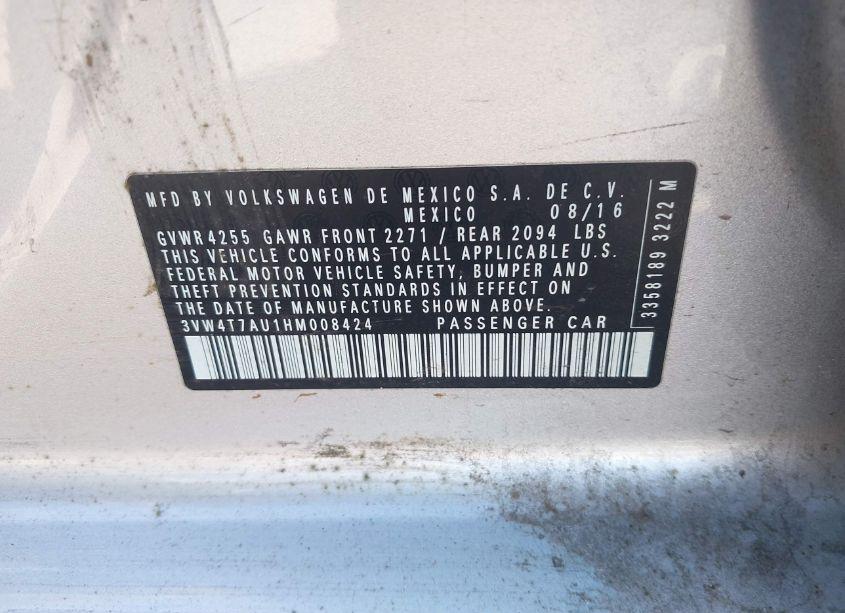 MFD BY VOLKSWAGEN DE MEXICO S.A. DE C.V.
MEXICO 08/16
GVWR 4255 GAWR FRONT 2271 / REAR 2094 LBS
THIS VEHICLE CONFORMS TO ALL APPLICABLE U.S.
FEDERAL MOTOR VEHICLE SAFETY, BUMPER AND
THEFT PREVENTION STANDARDS IN EFFECT ON
THE DATE OF MANUFACTURE SHOWN ABOVE.
3VW4T7AU1HM008424 PASSENGER CAR
3358189 3222 M